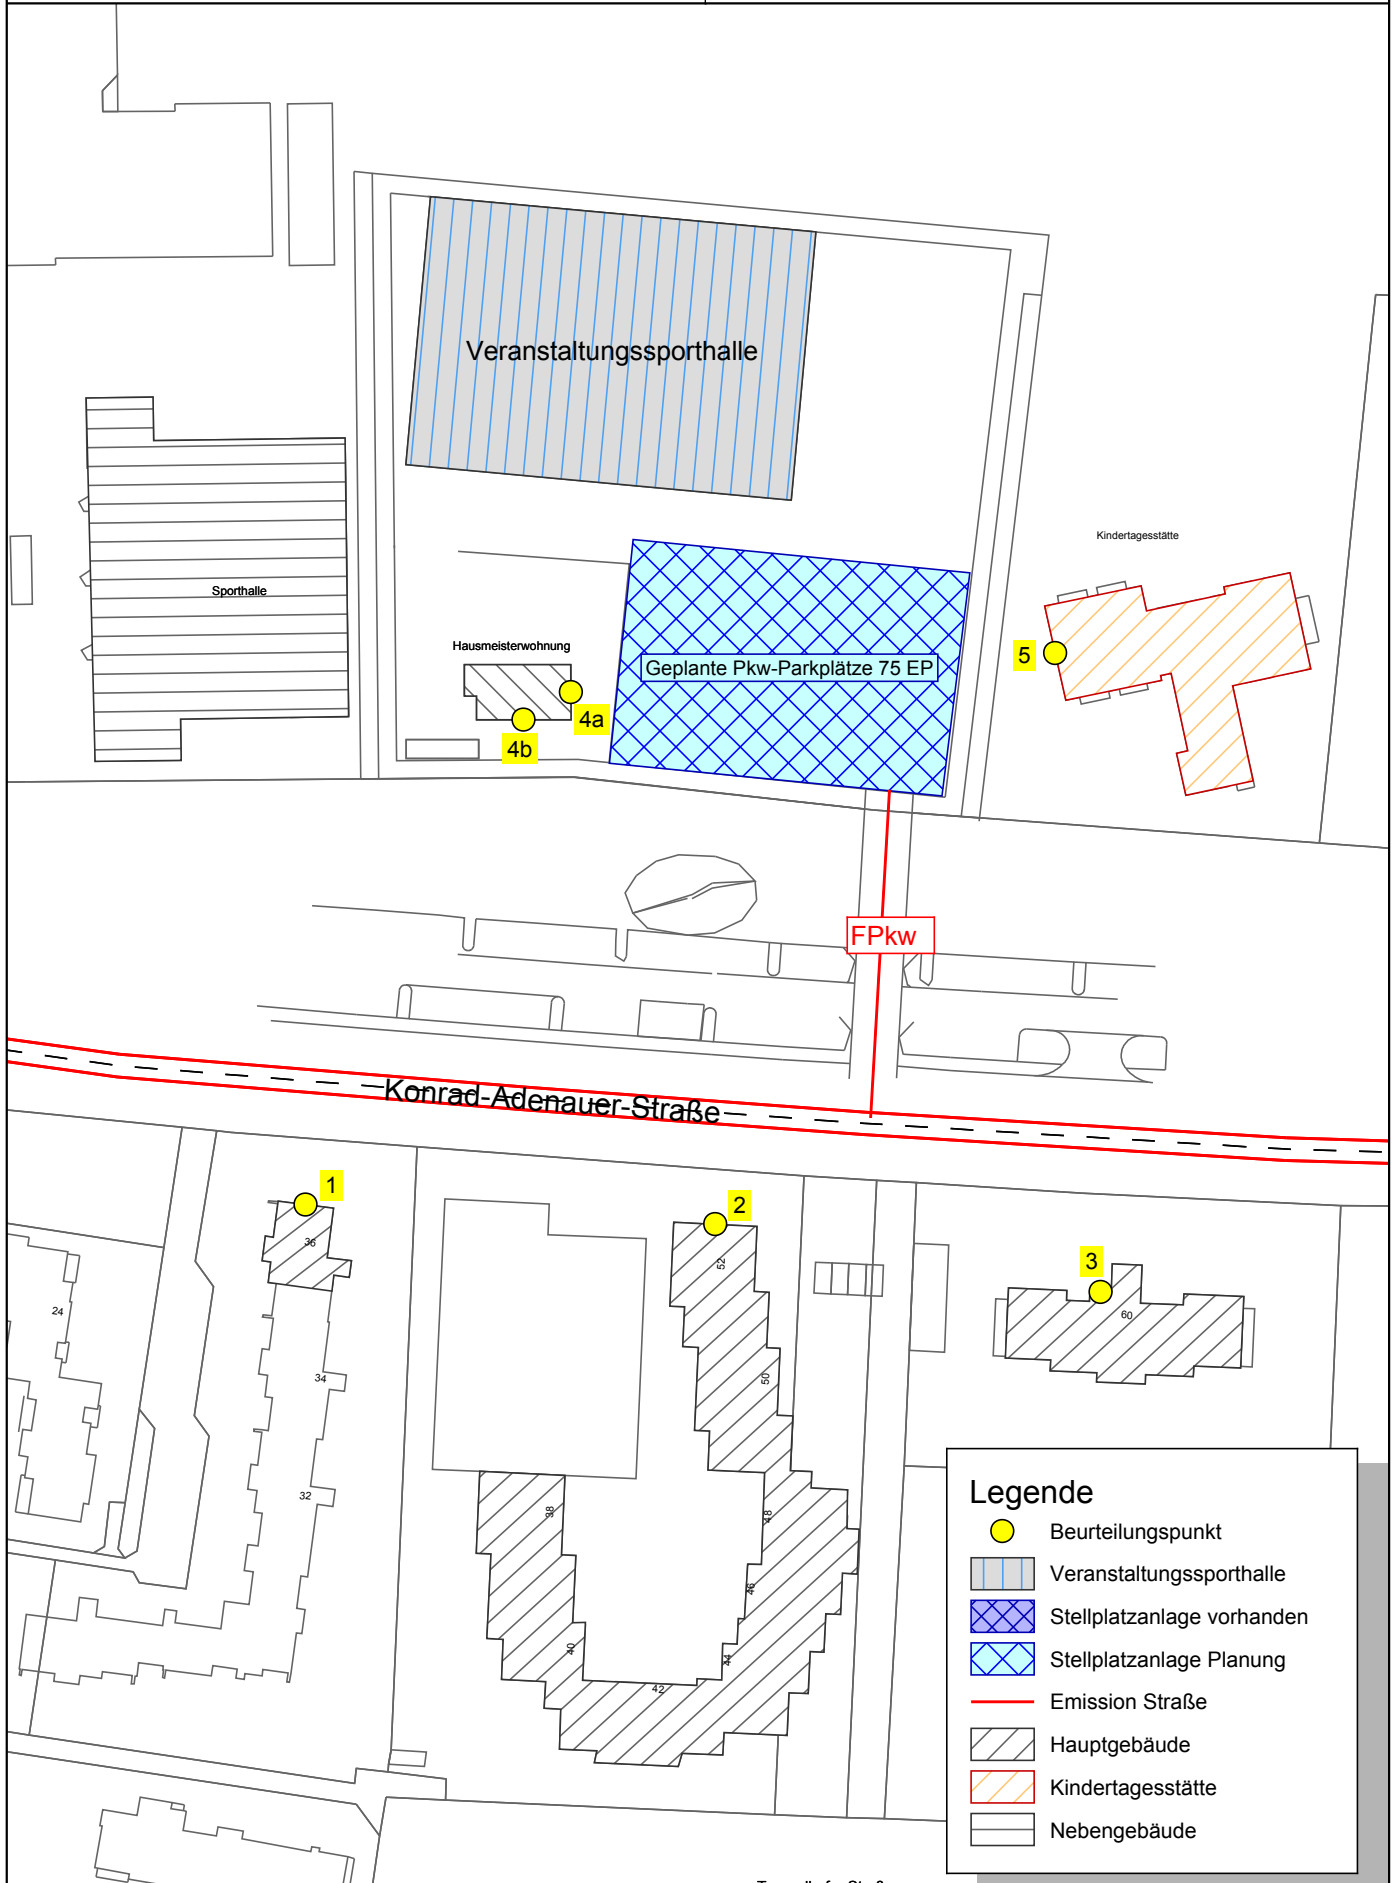 Veranstaltungssporthalle
Kindertagesstätte
Sporthalle
Hausmeisterwohnung
5
Geplante Pkw-Parkplätze 75 EP
4a
4b
FPkw
Konrad-Adenauer-Straße
1
2
36
52
3
24
60
34
50
32
38
48
46
40
44
42
Legende
Beurteilungspunkt
Veranstaltungssporthalle
Stellplatzanlage vorhanden
Stellplatzanlage Planung
Emission Straße
Hauptgebäude
Kindertagesstätte
Nebengebäude